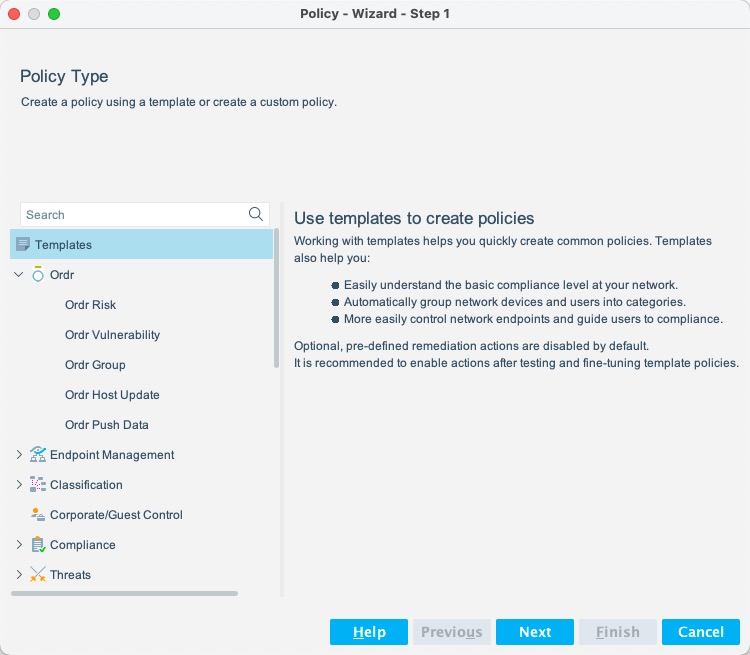 Policy - Wizard - Step 1
Policy Type
Create a policy using a template or create a custom policy.
Search
Templates
Ordr
Ordr Risk
Ordr Vulnerability
Ordr Group
Ordr Host Update
Ordr Push Data
Endpoint Management
Classification
Corporate/Guest Control
Compliance
Threats
Use templates to create policies
Working with templates helps you quickly create common policies. Templates
also help you:
Easily understand the basic compliance level at your network.
Automatically group network devices and users into categories.
More easily control network endpoints and guide users to compliance.
Optional, pre-defined remediation actions are disabled by default.
It is recommended to enable actions after testing and fine-tuning template policies.
Help
Previous
Next
Finish
Cancel